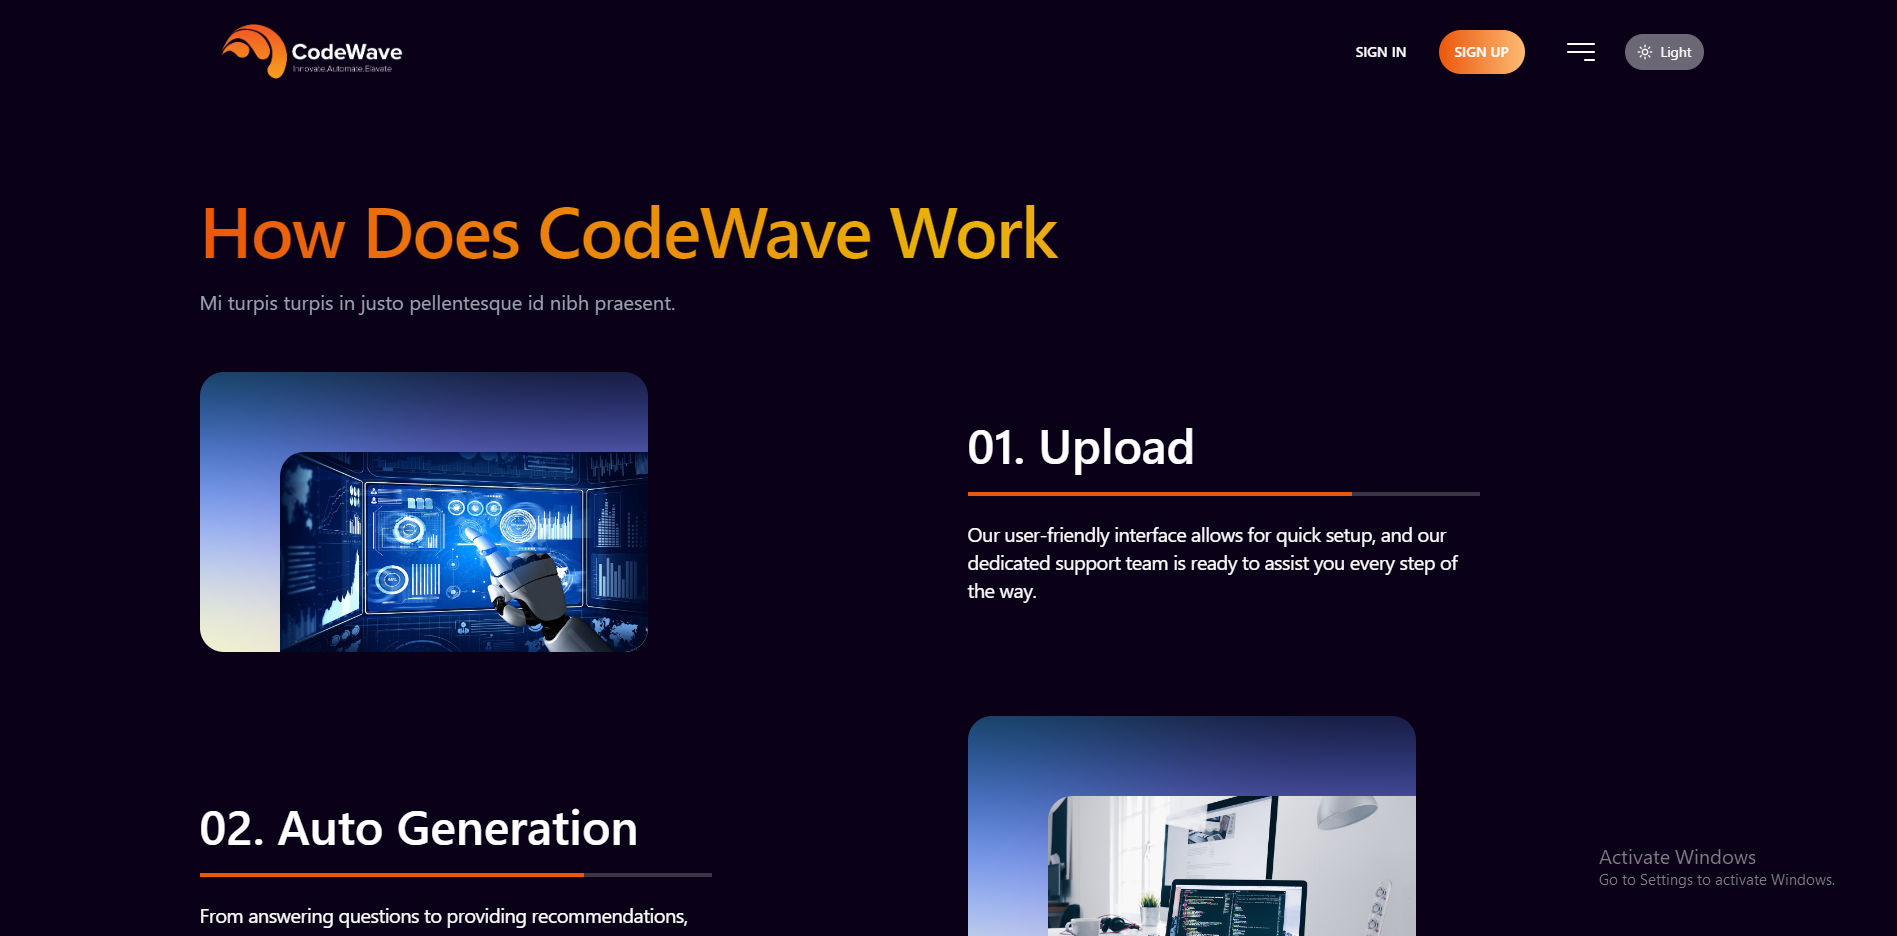 CodeWave
Innovate.Automate.Elavate
SIGN IN
SIGN UP
Light
How Does CodeWave Work
Mi turpis turpis in justo pellentesque id nibh praesent.
01. Upload
Our user-friendly interface allows for quick setup, and our
dedicated support team is ready to assist you every step of
the way.
02. Auto Generation
From answering questions to providing recommendations,
Activate Windows
Go to Settings to activate Windows.